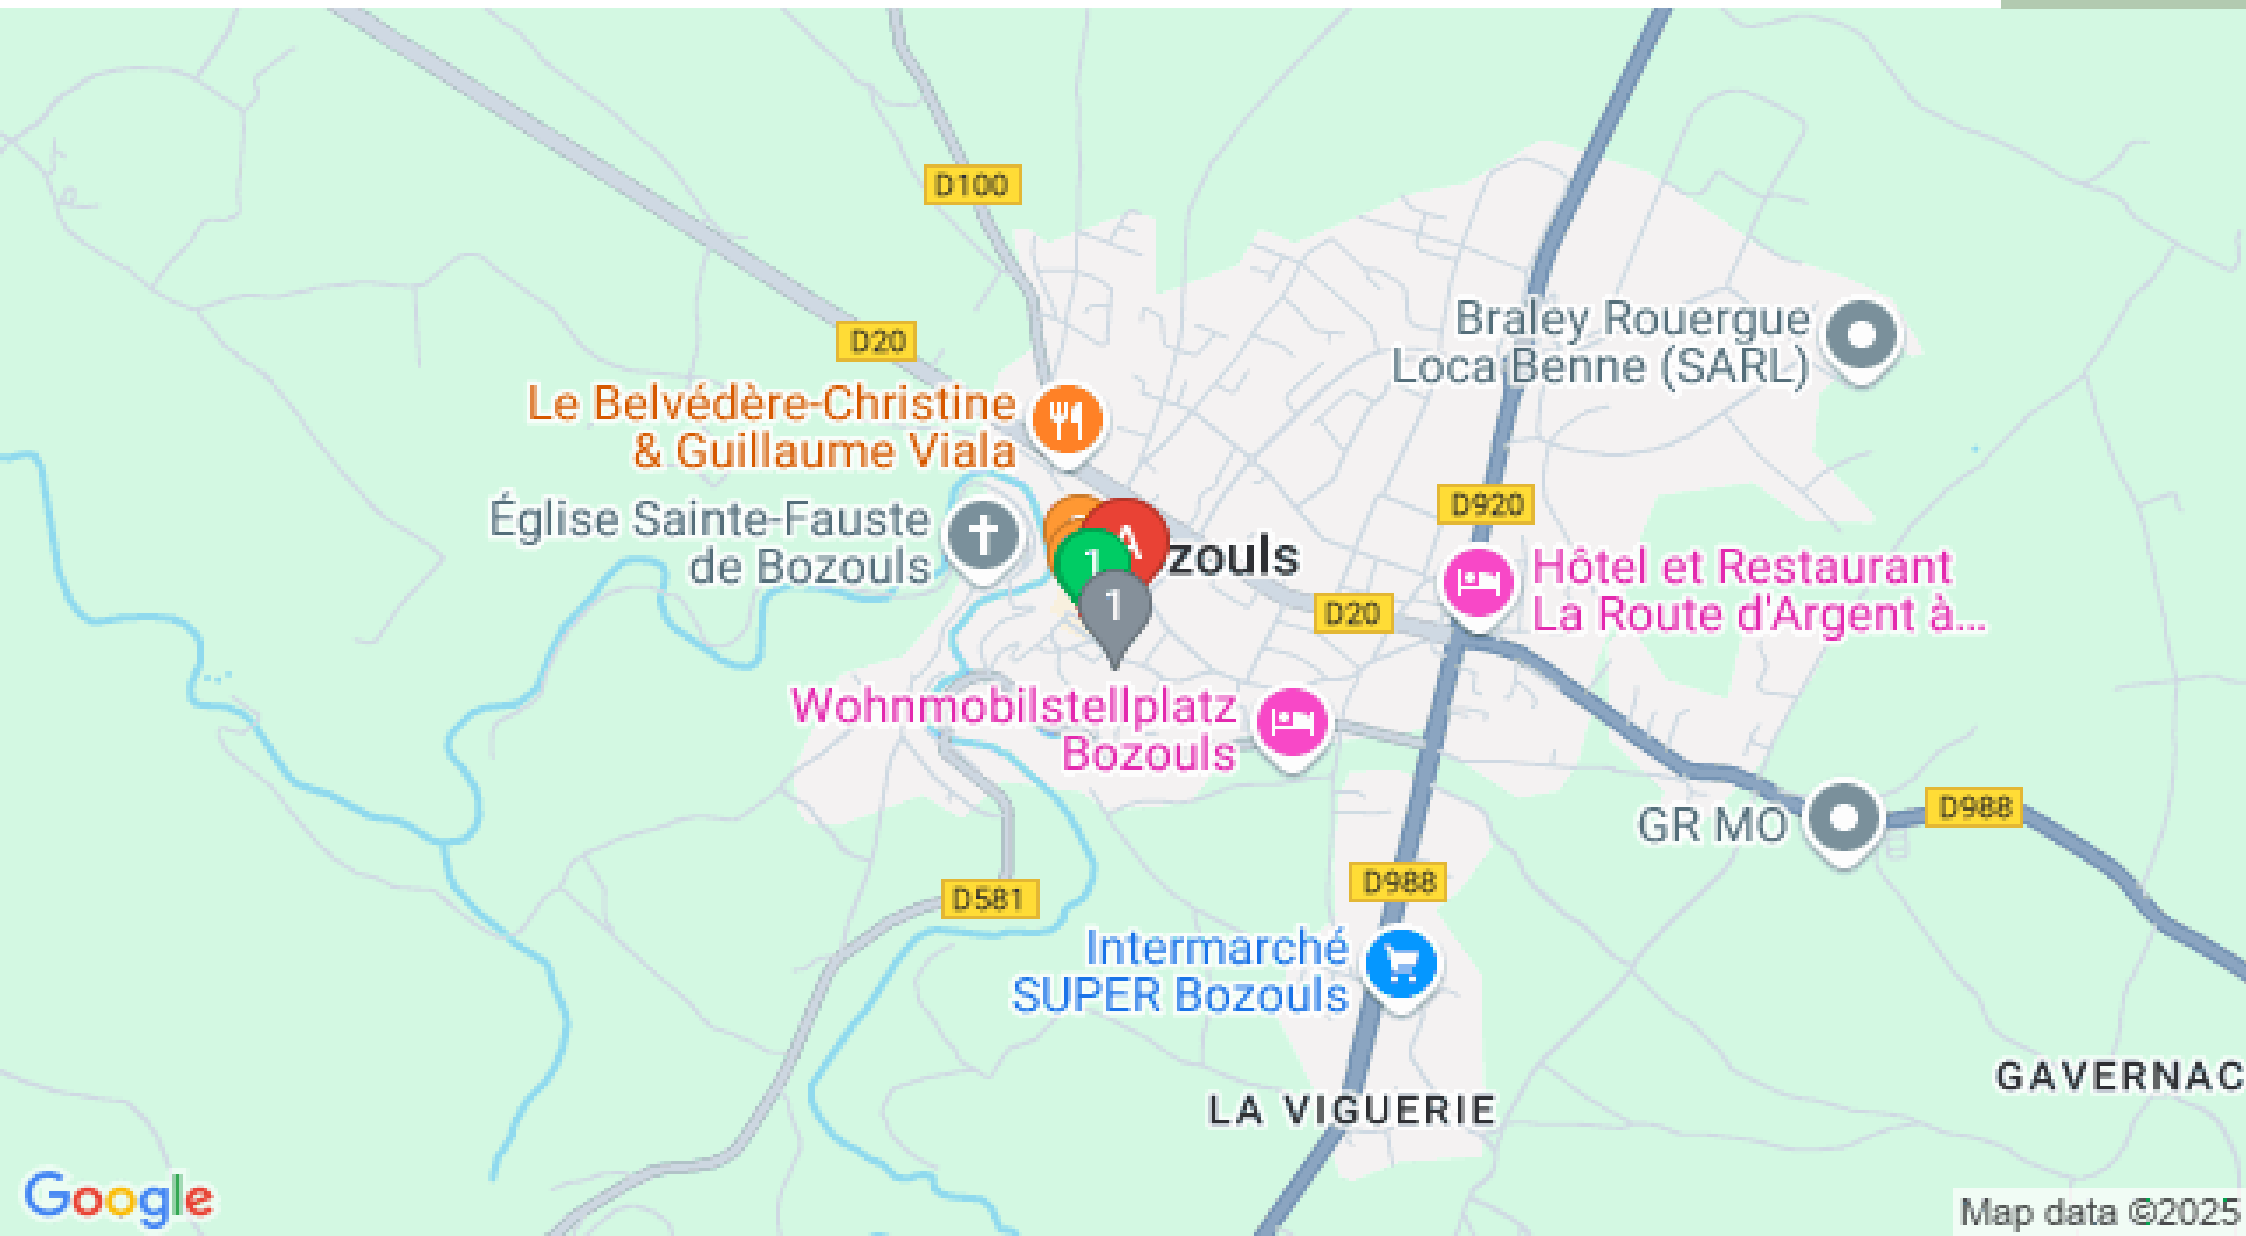 D100
Braley Rouergue
Loca Benne (SARL)
D20
Le Belvédère-Christine
& Guillaume Viala
D920
Église Sainte-Fauste
de Bozouls
A
zouls
1
1
Hôtel et Restaurant
La Route d'Argent à...
D20
Wohnmobilstellplatz
Bozouls
D988
GR MO
D988
D581
Intermarché
SUPER Bozouls
GAVERNAC
LA VIGUERIE
Google
Map data ©2025